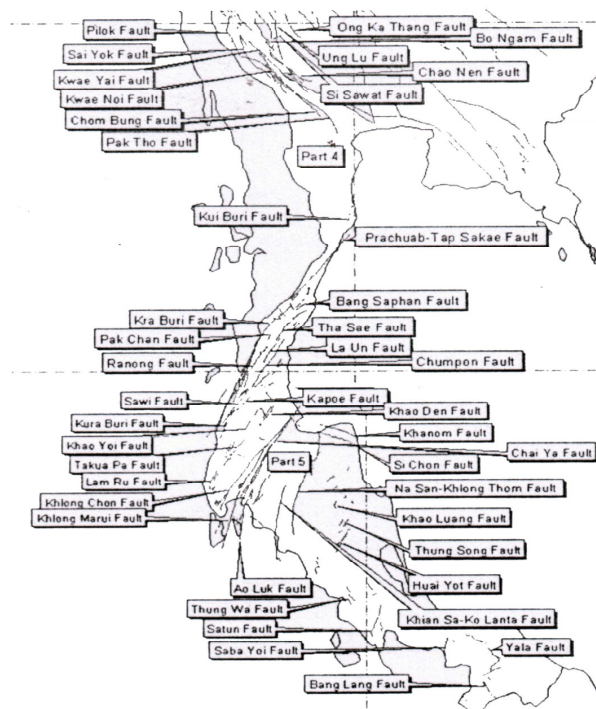 Pilok Fault
Ong Ka Thang Fault
Bo Ngam Fault
Sai Yok Fault
Ung Lu Fault
Kwae Yai Fault
Chao Nen Fault
Kwae Noi Fault
Si Sawat Fault
Chom Bung Fault
Pak Tho Fault
Part 4
Kui Buri Fault
Prachuab-Tap Sakae Fault
Bang Saphan Fault
Kra Buri Fault
Tha Sae Fault
Pak Chan Fault
La Un Fault
Ranong Fault
Chumpon Fault
Sawi Fault
Kapoe Fault
Khao Den Fault
Kura Buri Fault
Khanom Fault
Khao Yoi Fault
Chai Ya Fault
Takua Pa Fault
Part 5
Si Chon Fault
Lam Ru Fault
Na San-Khlong Thom Fault
Khlong Chon Fault
Khlong Marui Fault
Khao Luang Fault
Thung Song Fault
Ao Luk Fault
Huai Yot Fault
Thung Wa Fault
Khian Sa-Ko Lanta Fault
Satun Fault
Saba Yoi Fault
Yala Fault
Bang Lang Fault